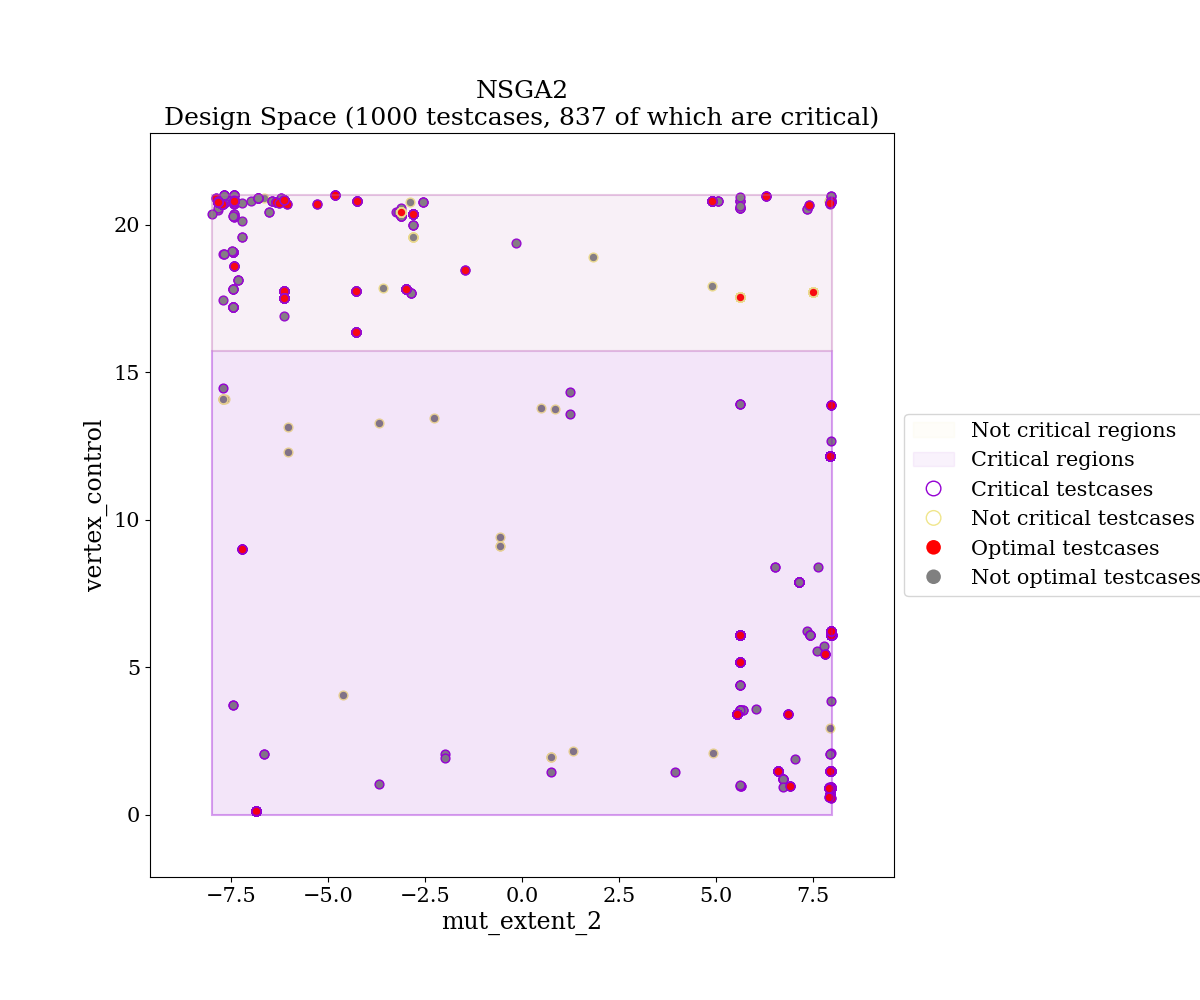 NSGA2
Design Space (1000 testcases, 837 of which are critical)
20
15
10
5
0
vertex_control
−7.5
−5.0
−2.5
0.0
2.5
5.0
7.5
mut_extent_2
Not critical regions
Critical regions
Critical testcases
Not critical testcases
Optimal testcases
Not optimal testcases